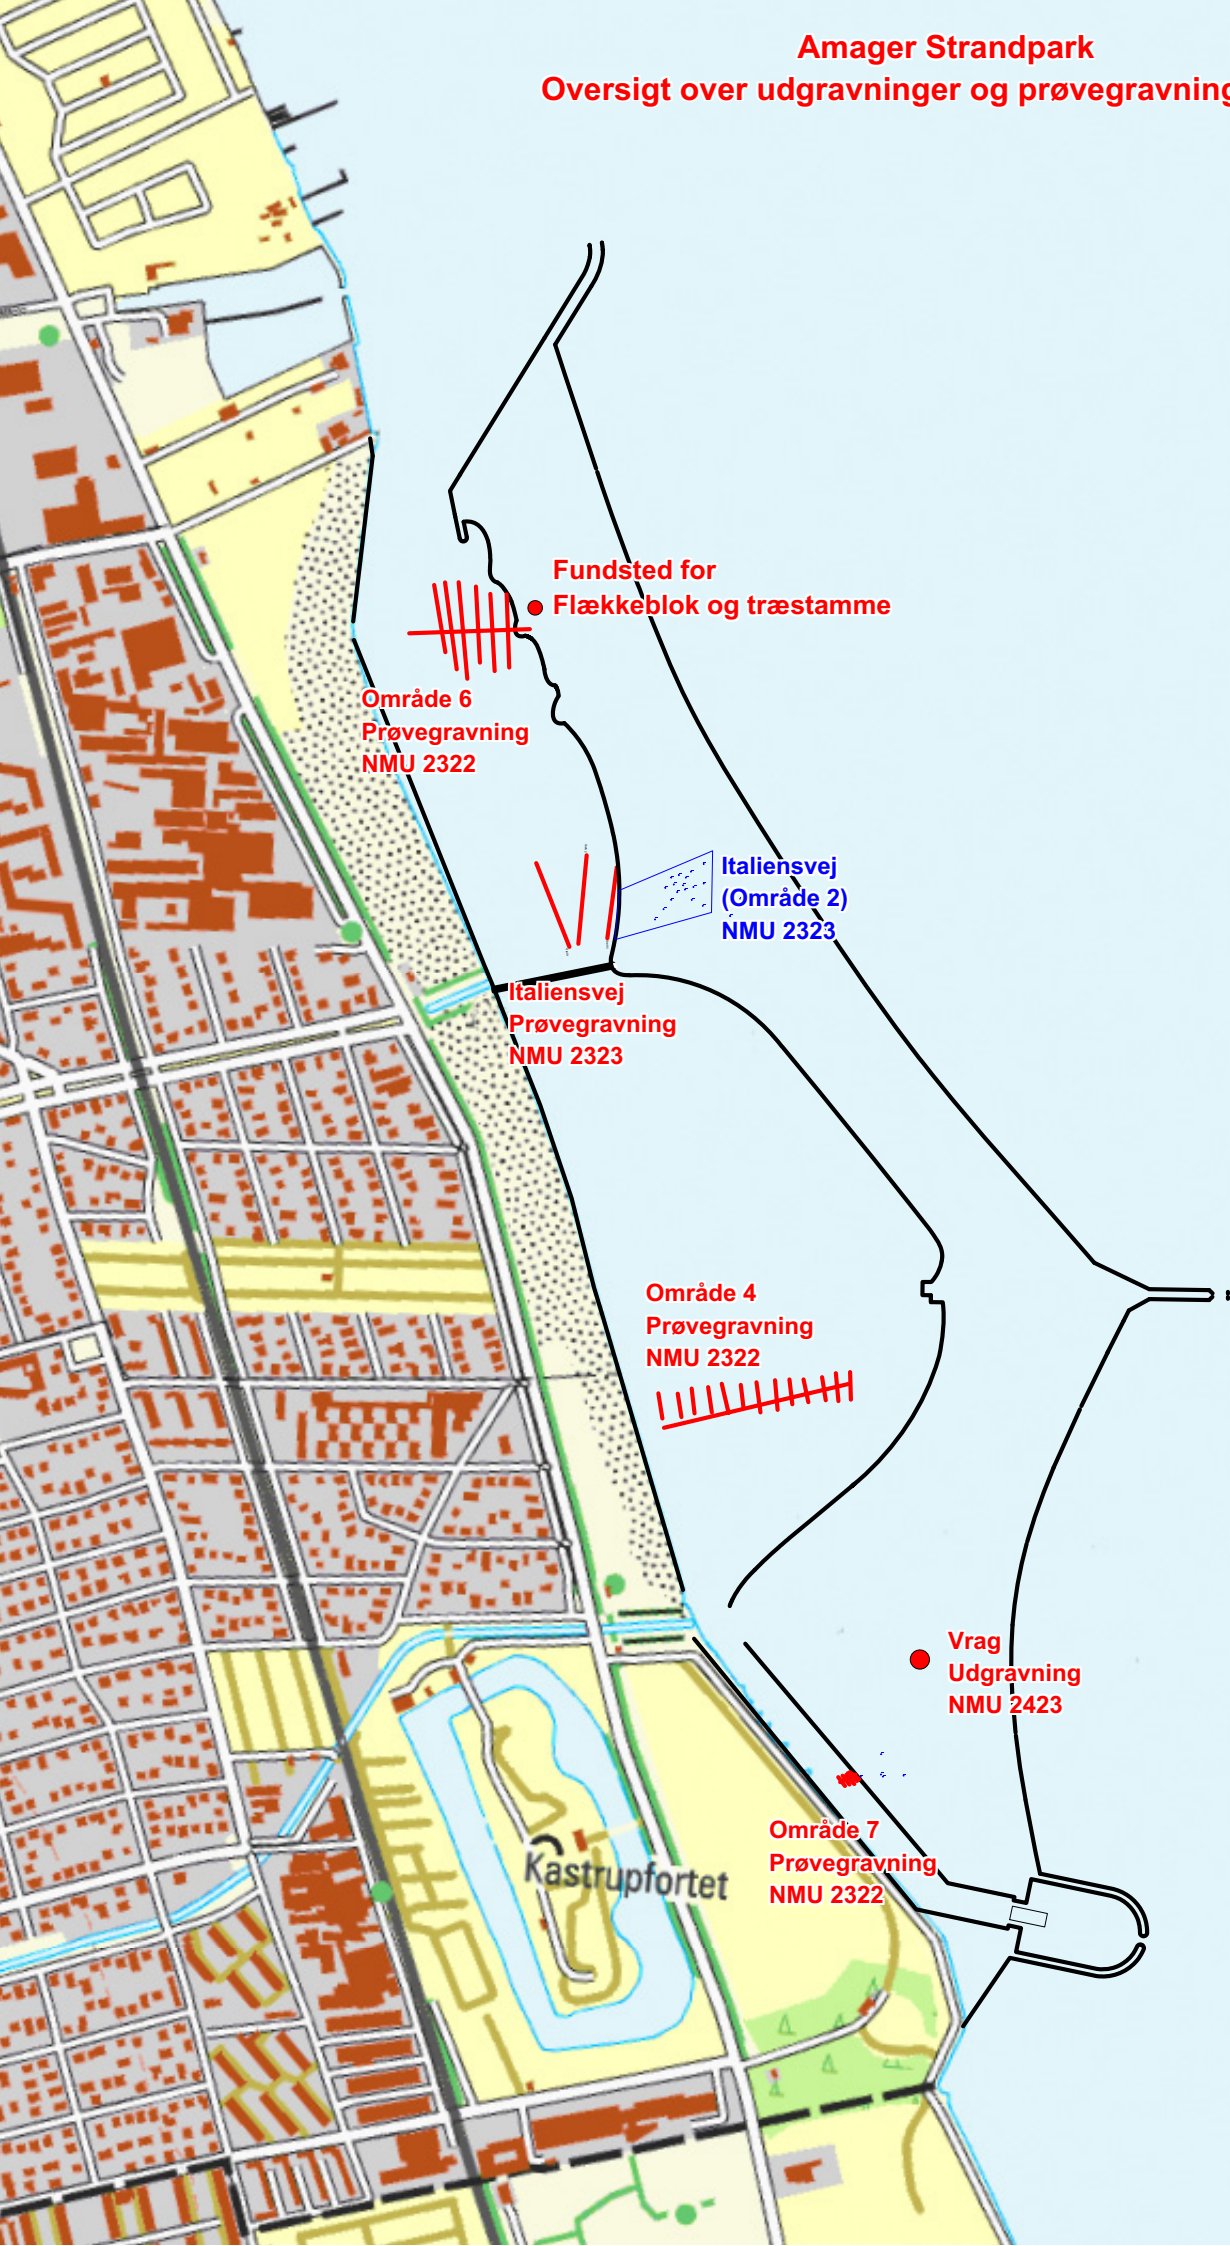 Amager Strandpark
Oversigt over udgravninger og prøvegravning
Fundsted for
Flækkeblok og træstamme
Område 6
Prøvegravning
NMU 2322
Italiensvej
(Område 2)
NMU 2323
Italiensvej
Prøvegravning
NMU 2323
Område 4
Prøvegravning
NMU 2322
Vrag
Udgravning
NMU 2423
Område 7
Prøvegravning
NMU 2322
Kastrupfortet